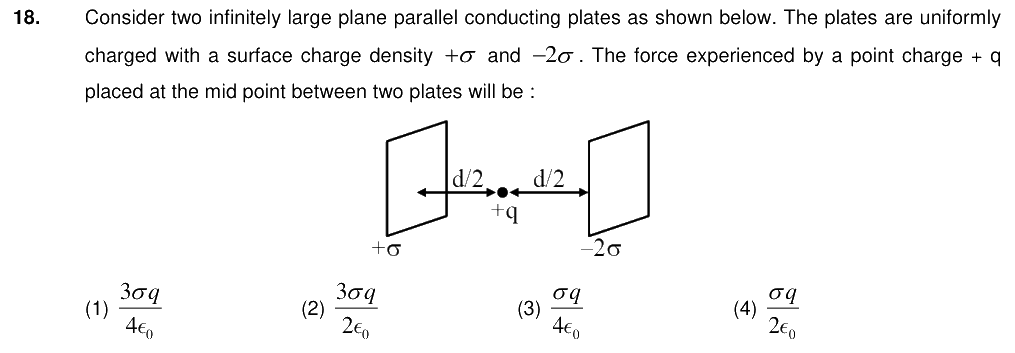 18. Consider two infinitely large plane parallel conducting plates as shown below. The plates are uniformly
charged with a surface charge density +σ and −2σ. The force experienced by a point charge + q
placed at the mid point between two plates will be :
d/2 d/2
+q
+σ −2σ
(1) 3σq/4ϵ₀ (2) 3σq/2ϵ₀ (3) σq/4ϵ₀ (4) σq/2ϵ₀